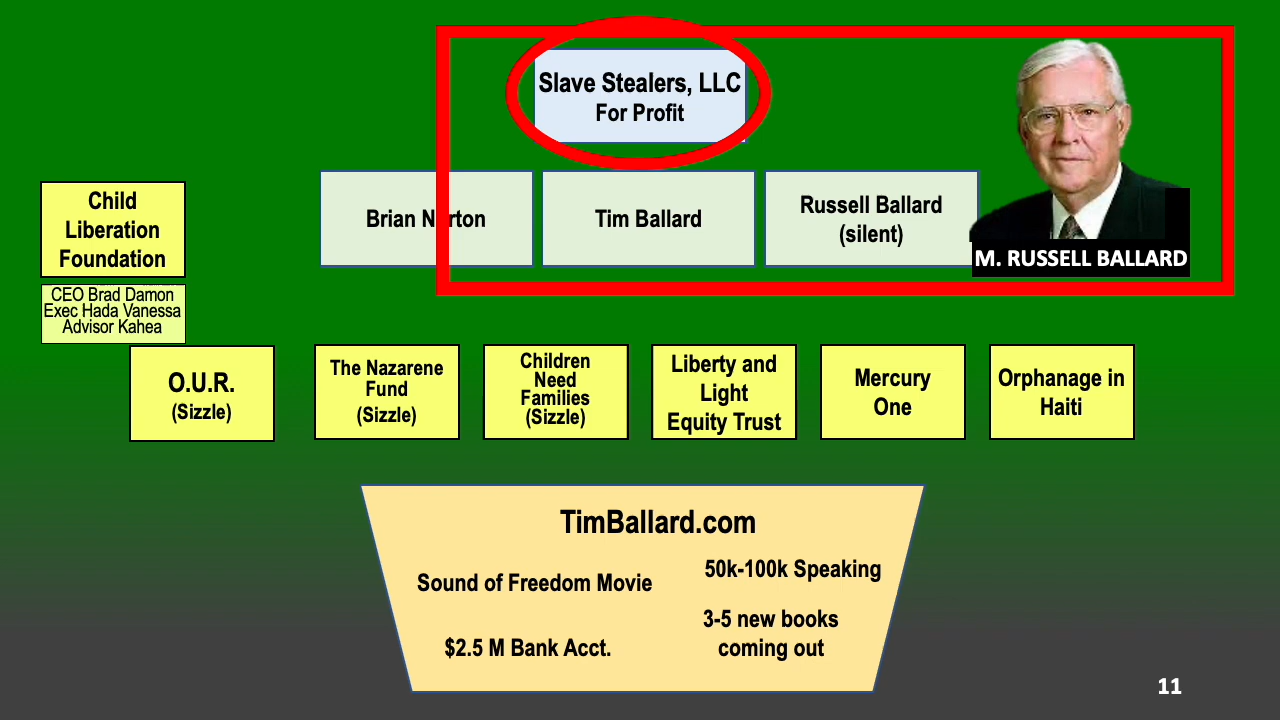 Slave Stealers, LLC
For Profit
Brian Norton
Tim Ballard
Russell Ballard
(silent)
M. RUSSELL BALLARD
Child
Liberation
Foundation
CEO Brad Damon
Exec Hada Vanessa
Advisor Kahea
O.U.R.
(Sizzle)
The Nazarene
Fund
(Sizzle)
Children
Need
Families
(Sizzle)
Liberty and
Light
Equity Trust
Mercury
One
Orphanage in
Haiti
TimBallard.com
Sound of Freedom Movie
50k-100k Speaking
$2.5 M Bank Acct.
3-5 new books
coming out
11